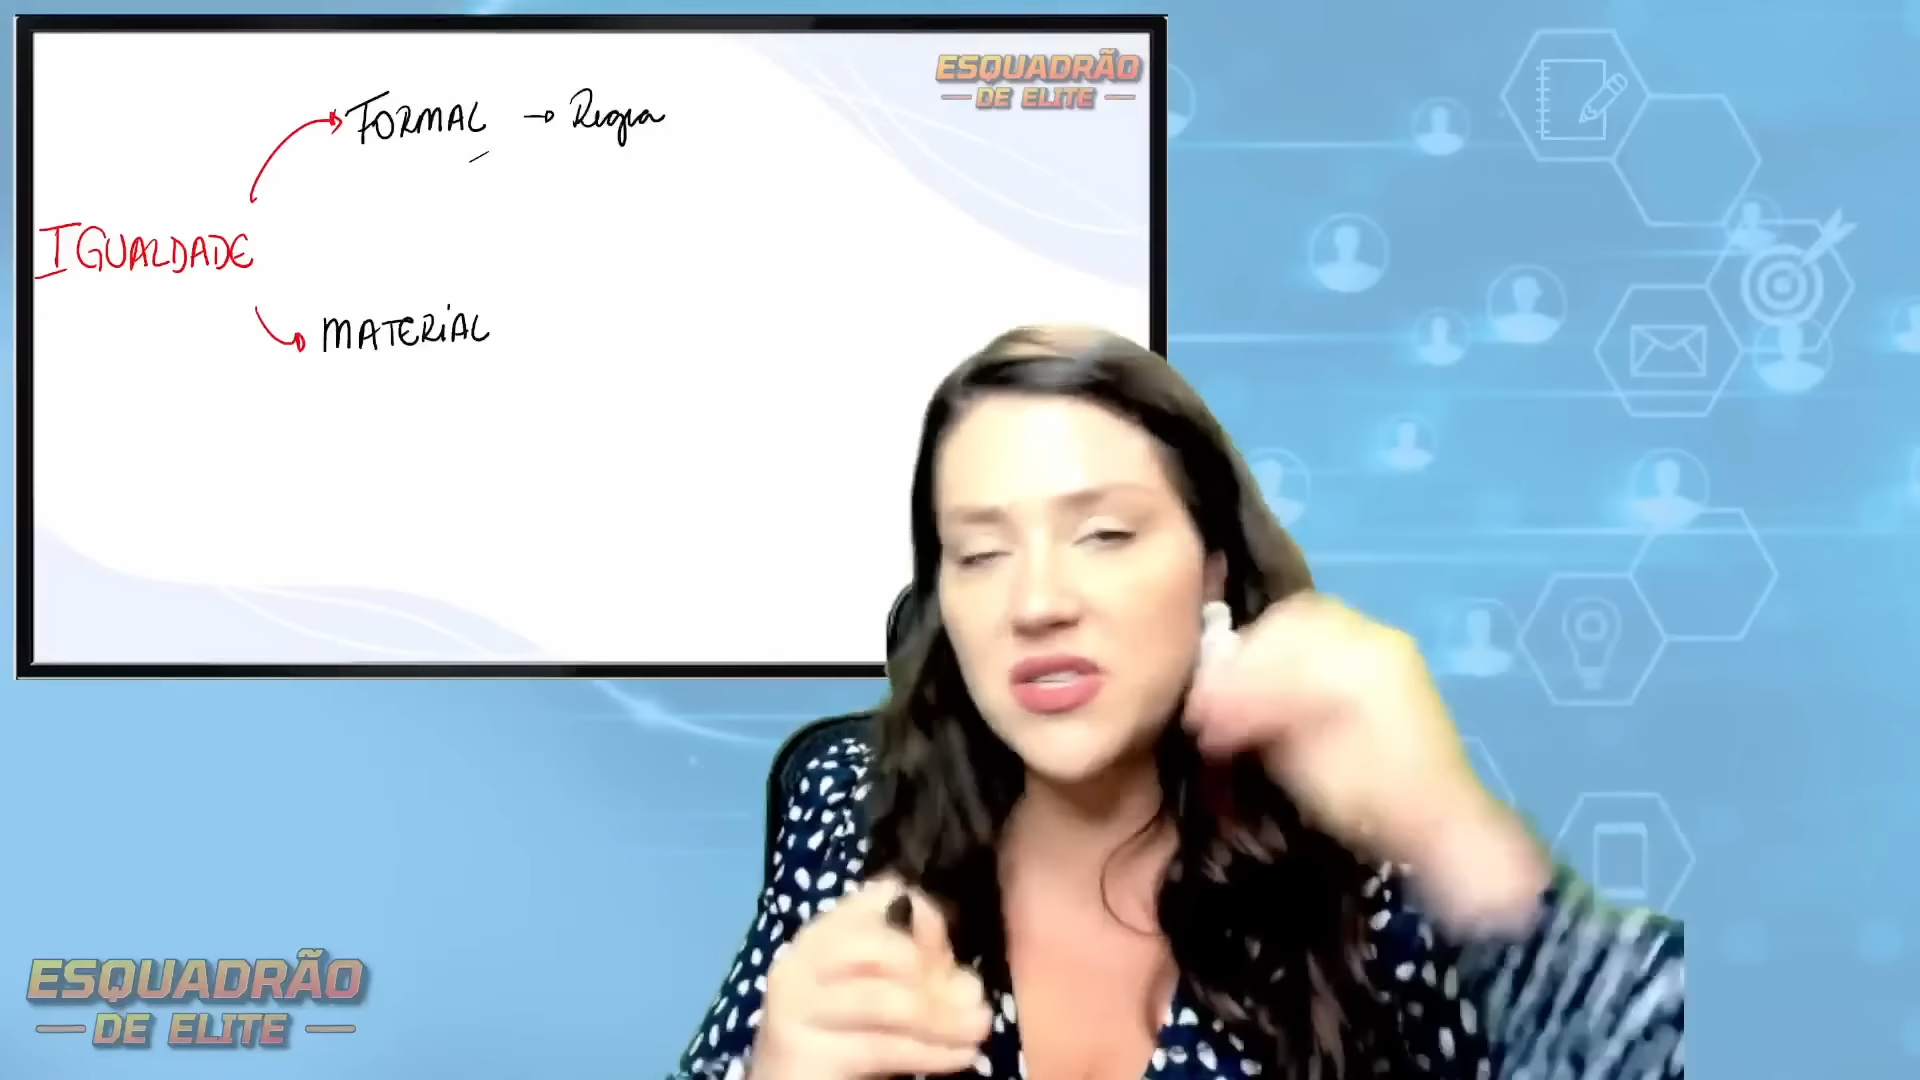 ESQUADRÃO
DE ELITE
FORMAL → Regra
IGUALDADE
MATERIAL
ESQUADRÃO
DE ELITE